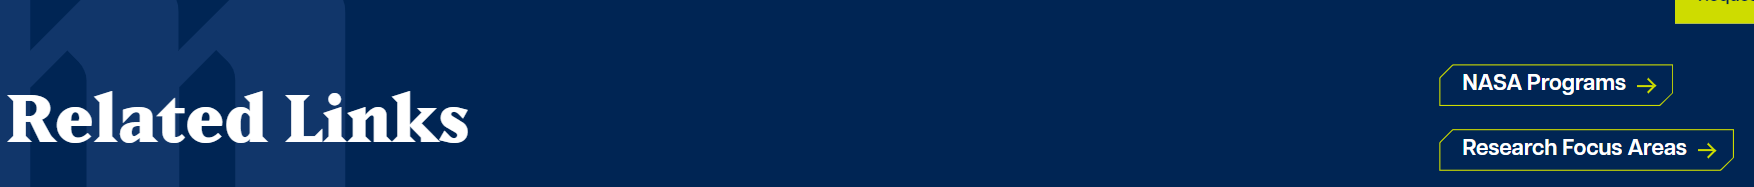 Related Links
NASA Programs →
Research Focus Areas →